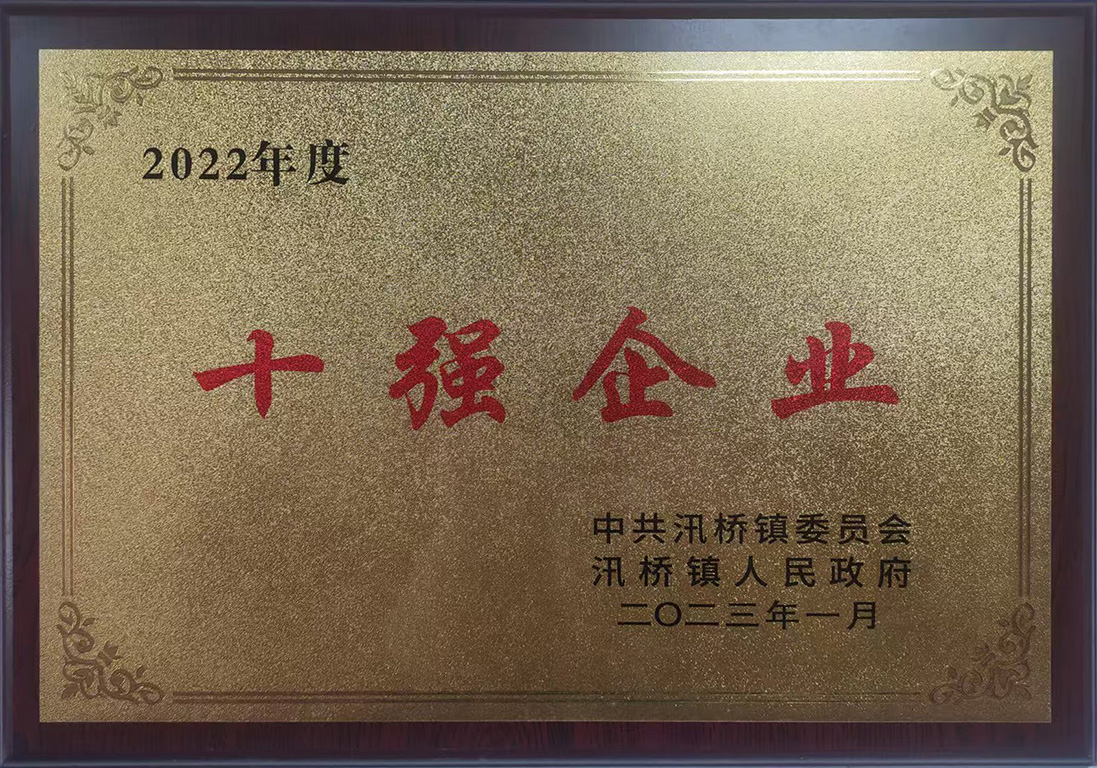 2022年度
十强企业
中共汛桥镇委员会
汛桥镇人民政府
二〇二三年一月